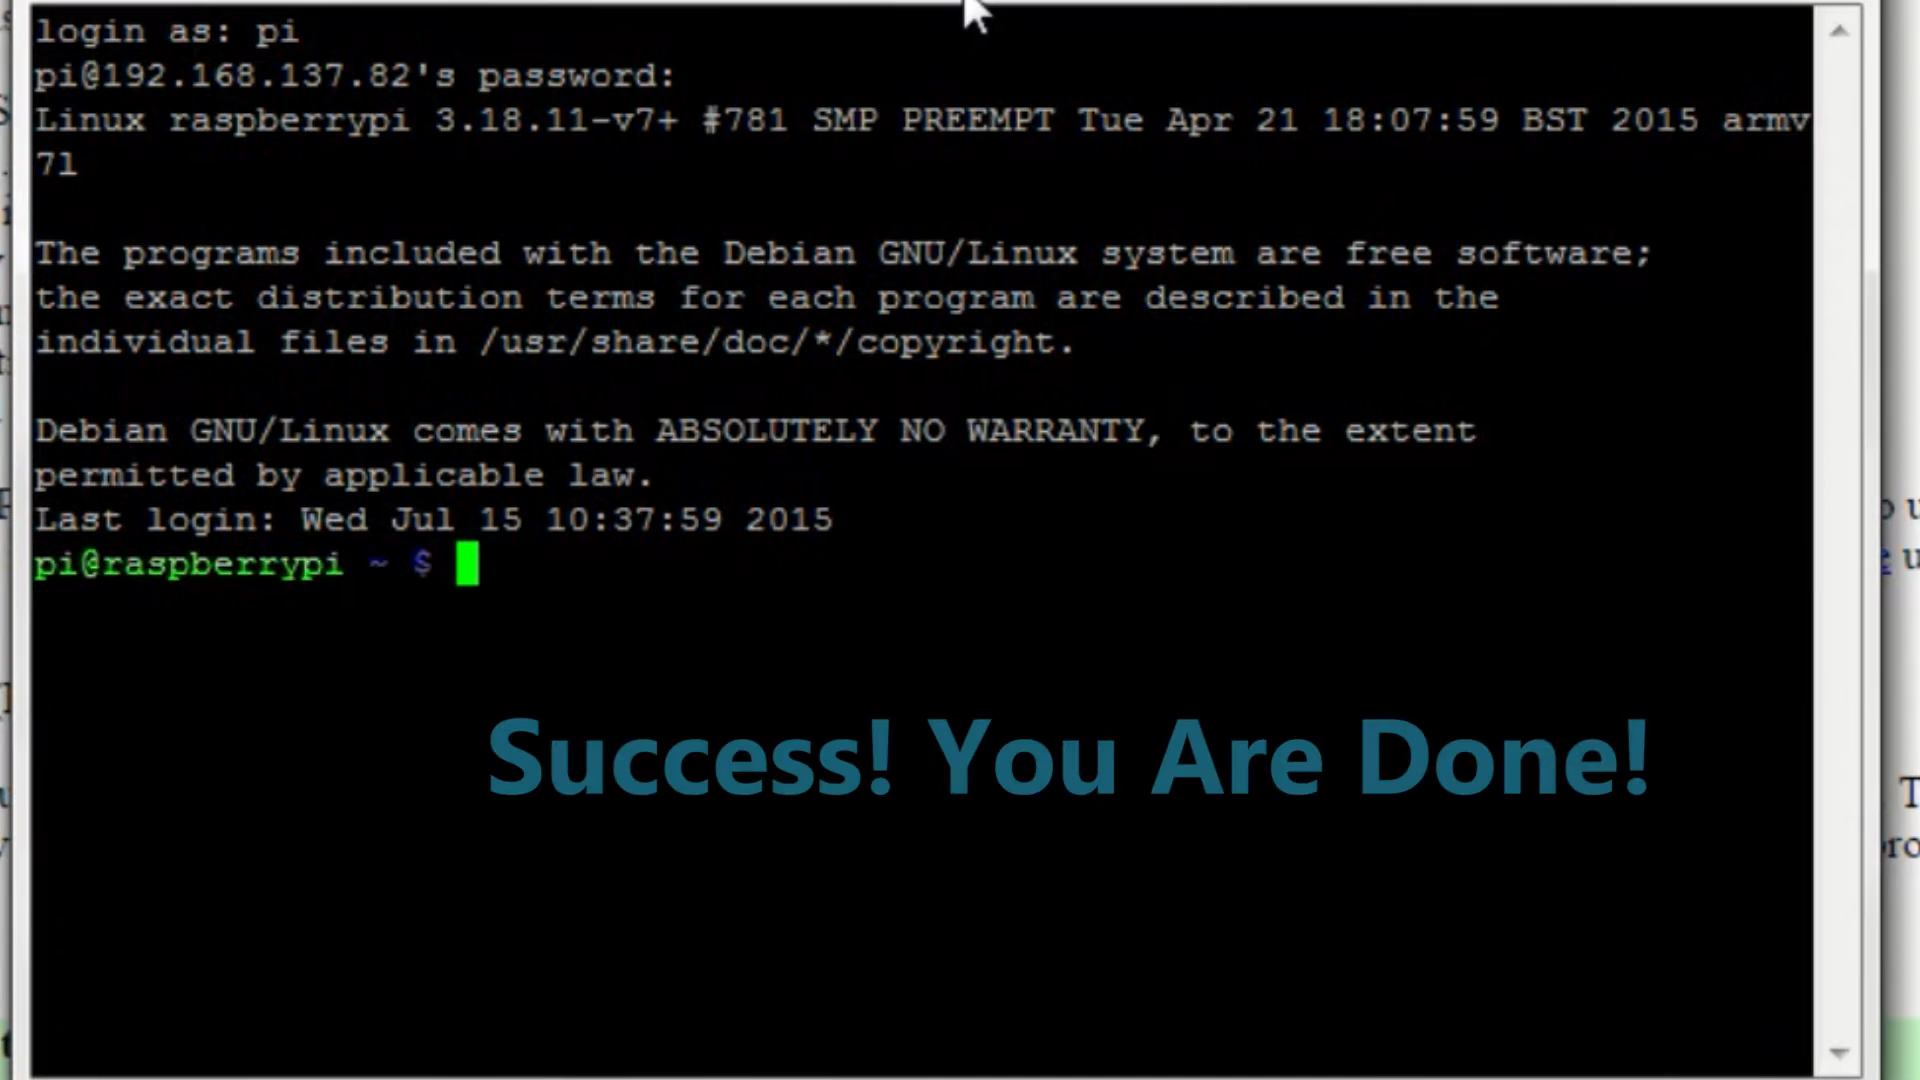 login as: pi
pi@192.168.137.82's password:
Linux raspberrypi 3.18.11-v7+ #781 SMP PREEMPT Tue Apr 21 18:07:59 BST 2015 armv
7l
The programs included with the Debian GNU/Linux system are free software;
the exact distribution terms for each program are described in the
individual files in /usr/share/doc/*/copyright.
Debian GNU/Linux comes with ABSOLUTELY NO WARRANTY, to the extent
permitted by applicable law.
Last login: Wed Jul 15 10:37:59 2015
pi@raspberrypi ~ $
Success! You Are Done!